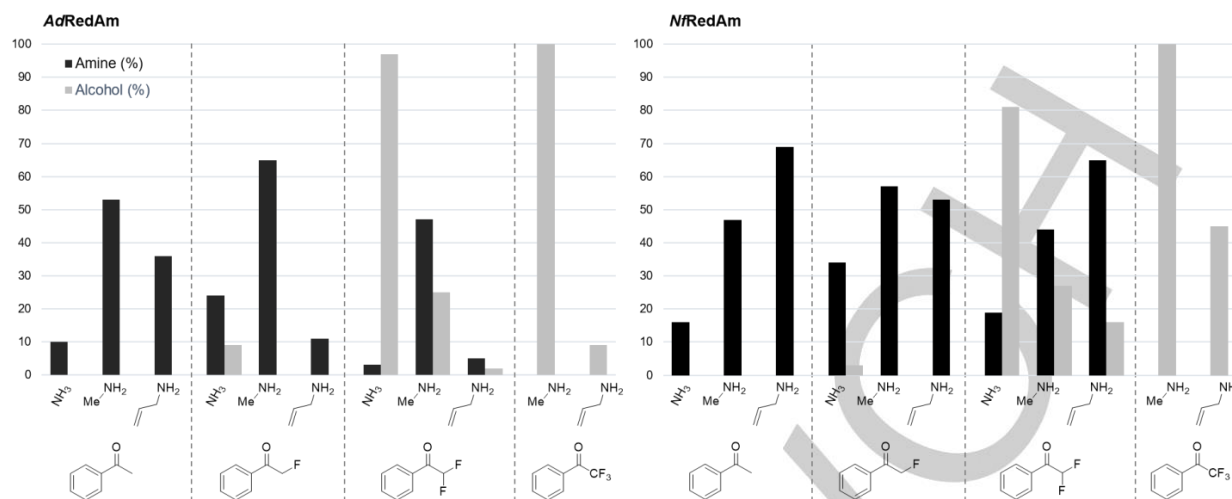 AdRedAm
100
90
80
70
60
50
40
30
20
10
0
Amine (%)
Alcohol (%)
NH3
Me NH2
NH2
NH3
Me NH2
NH2
NH3
Me NH2
NH2
Me NH2
NH2
O
O
F
O
F
F
O
CF3
NfRedAm
100
90
80
70
60
50
40
30
20
10
0
NH3
Me NH2
NH2
NH3
Me NH2
NH2
NH3
Me NH2
NH2
Me NH2
NH
O
O
F
O
F
F
O
CF3